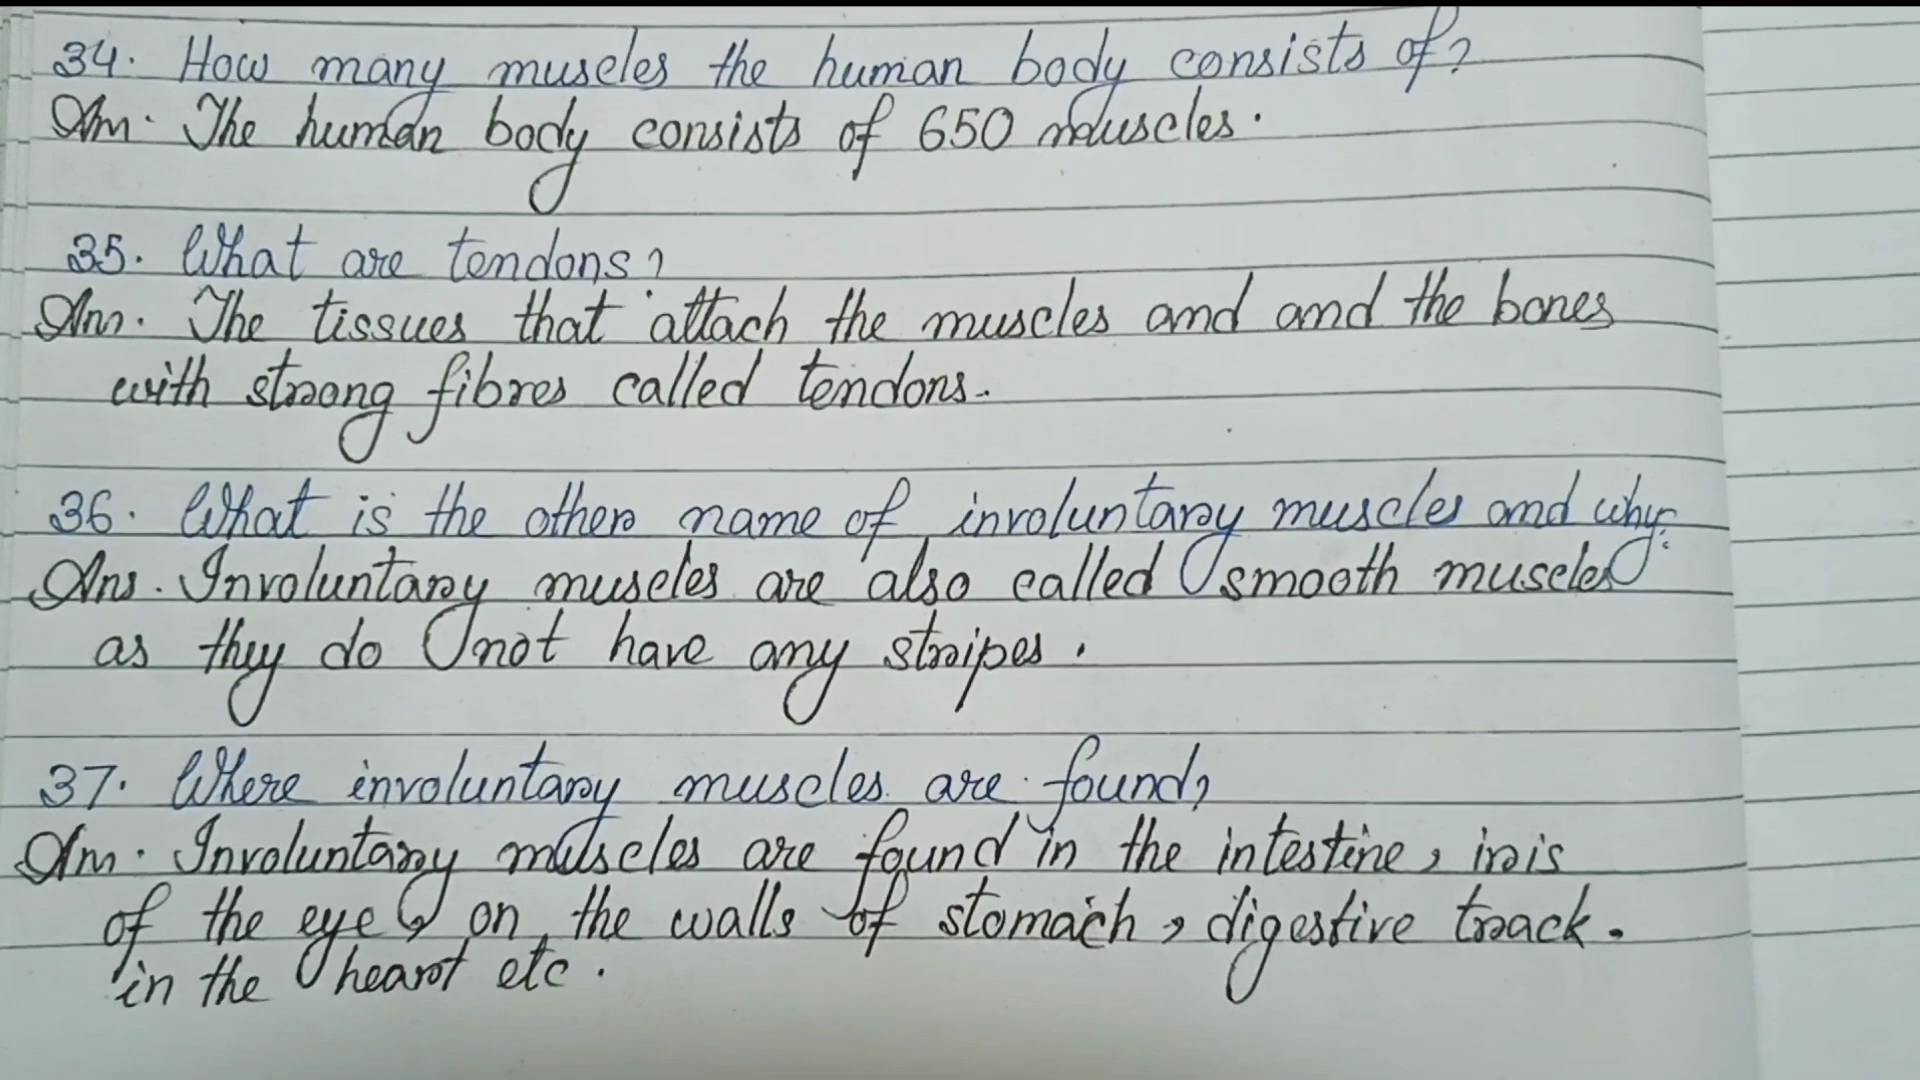 34. How many muscles the human body consists of?
Ans. The human body consists of 650 muscles.
35. What are tendons?
Ans. The tissues that attach the muscles and and the bones
with strong fibres called tendons.
36. What is the other name of involuntary muscles and why?
Ans. Involuntary muscles are also called smooth muscles
as they do not have any stripes.
37. Where involuntary muscles are found?
Ans. Involuntary muscles are found in the intestine, iris
of the eye, on the walls of stomach, digestive track.
in the heart etc.